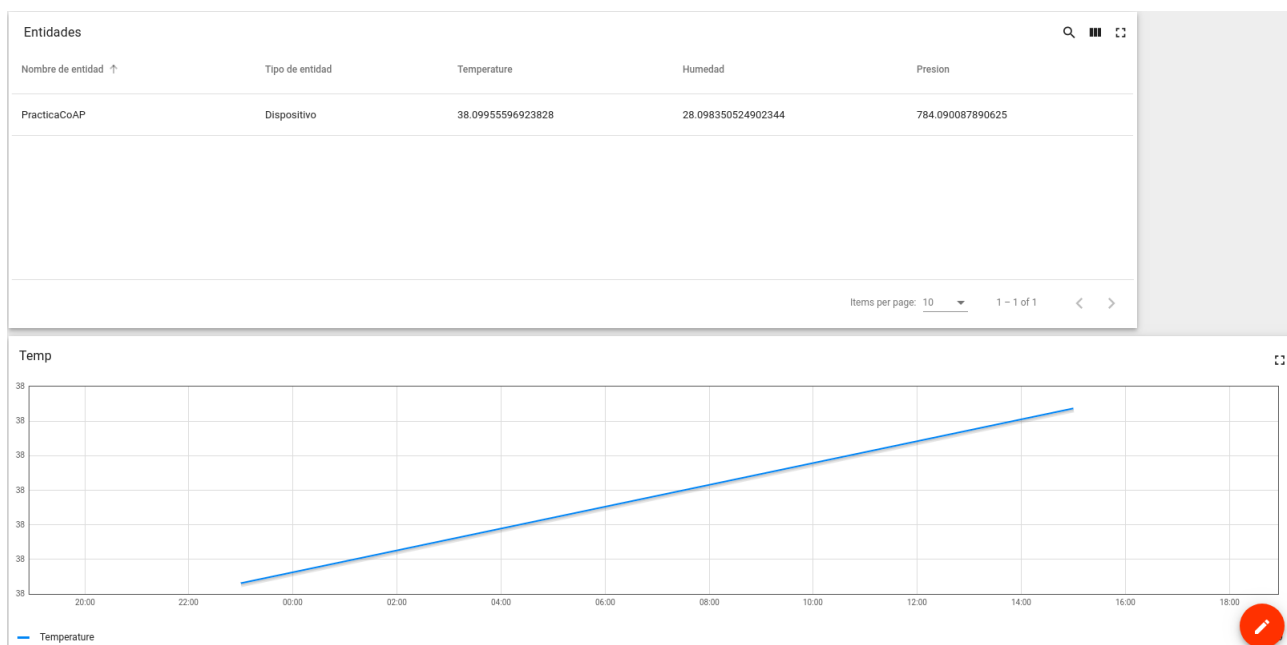 Entidades
Nombre de entidad ↑ Tipo de entidad Temperature Humedad Presion
PracticaCoAP Dispositivo 38.09955596923828 28.098350524902344 784.090087890625
Items per page: 10 1 – 1 of 1
Temp
38
38
38
38
38
38
38
20:00 22:00 00:00 02:00 04:00 06:00 08:00 10:00 12:00 14:00 16:00 18:00
Temperature